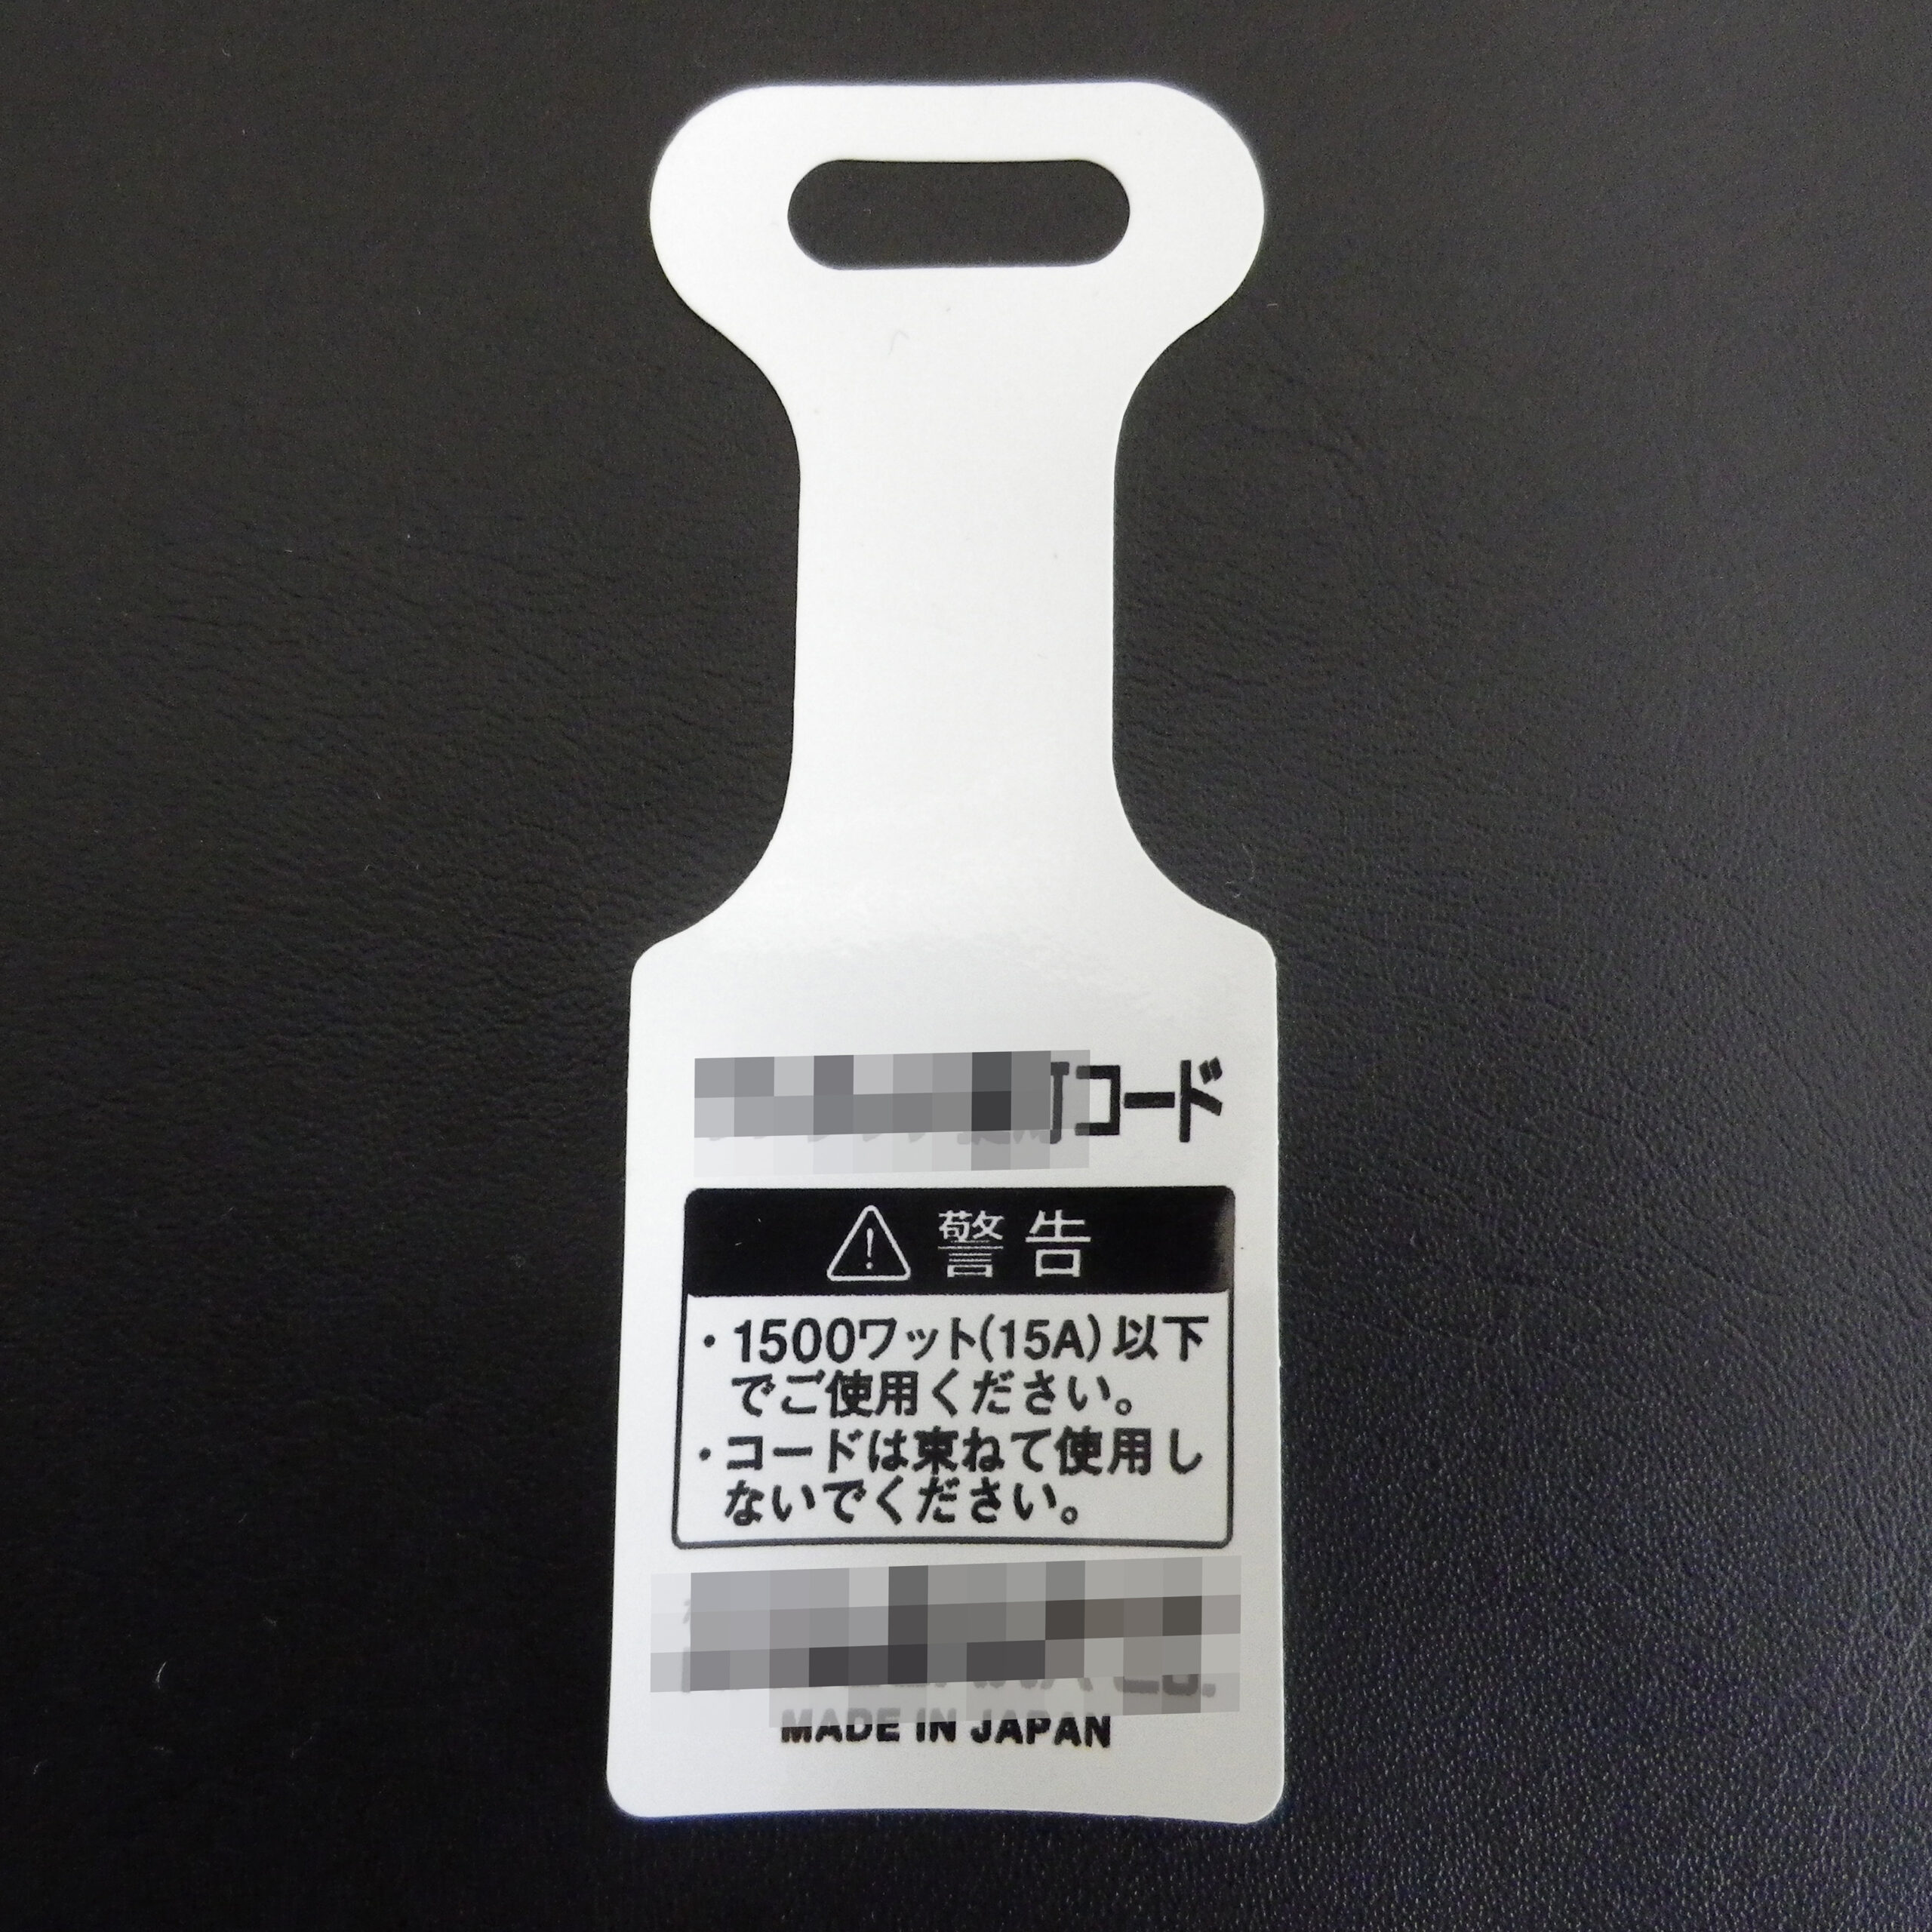 コード
警告
・1500ワット(15A)以下
でご使用ください。
・コードは束ねて使用し
ないでください。
MADE IN JAPAN